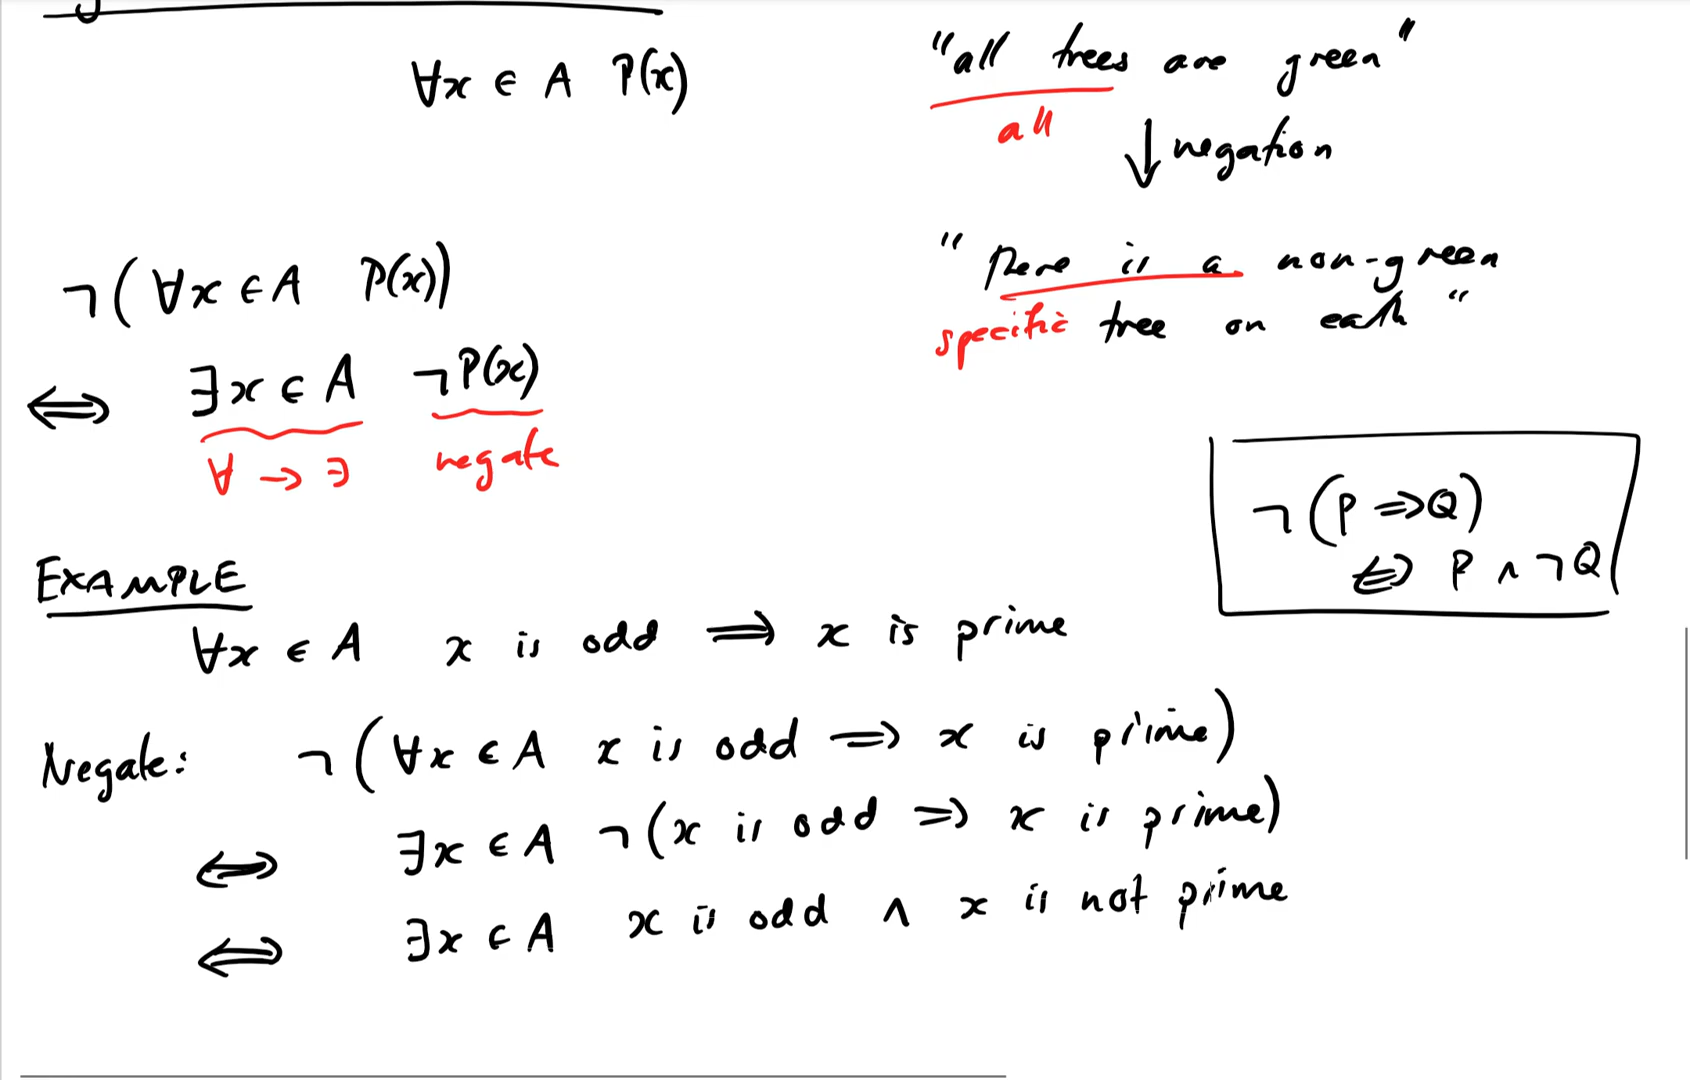 ∀x ∈ A P(x)
"all trees are green"
all
↓ negation
"there is a non-green
specific tree on earth"
¬(∀x ∈ A P(x))
⇔ ∃x ∈ A ¬P(x)
∀ → ∃ negate
¬(P ⇒ Q)
⇔ P ∧ ¬Q
EXAMPLE
∀x ∈ A x is odd ⇒ x is prime
Negate: ¬(∀x ∈ A x is odd ⇒ x is prime)
⇔ ∃x ∈ A ¬(x is odd ⇒ x is prime)
⇔ ∃x ∈ A x is odd ∧ x is not prime